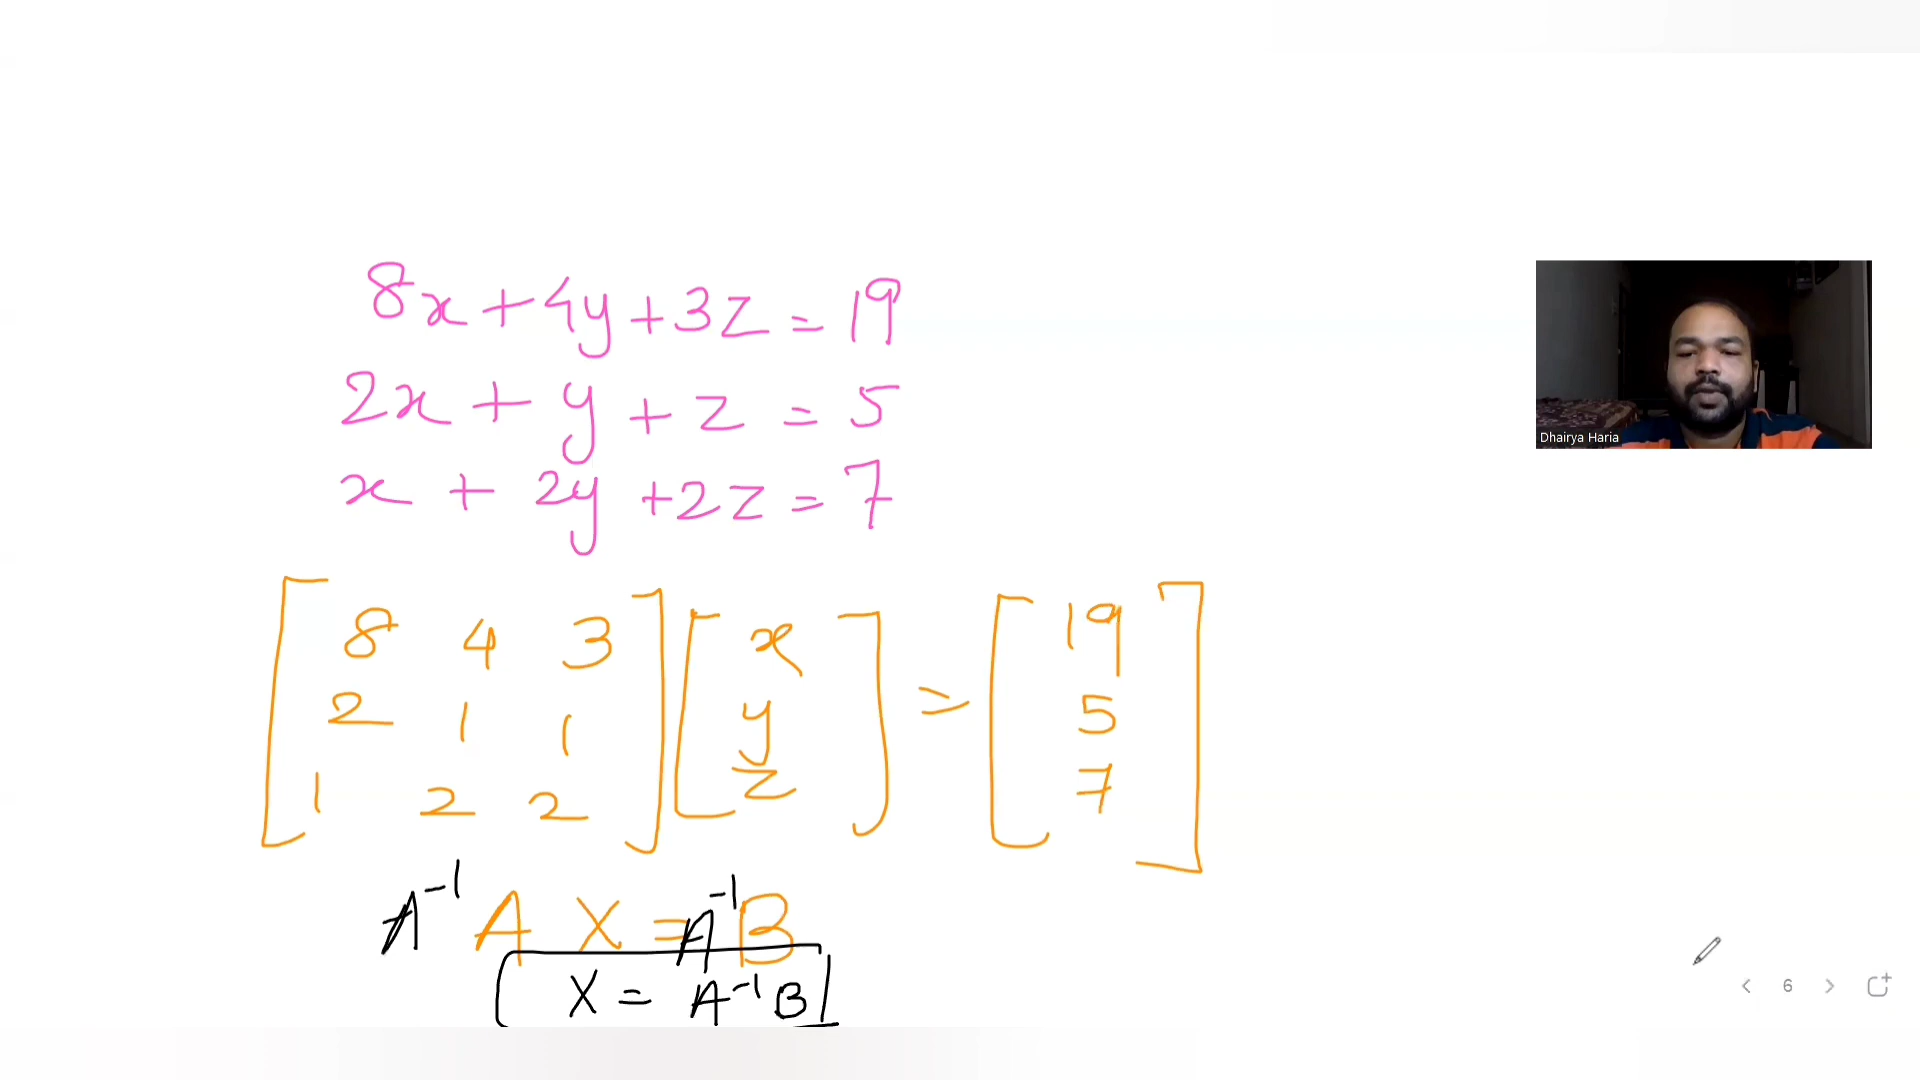 8x + 4y + 3z = 19
2x + y + z = 5
x + 2y + 2z = 7
[8 4 3] [x] = [19]
[2 1 1] [y] [5]
[1 2 2] [z] [7]
A⁻¹ A X = A⁻¹ B
X = A⁻¹ B
Dhairya Haria
6